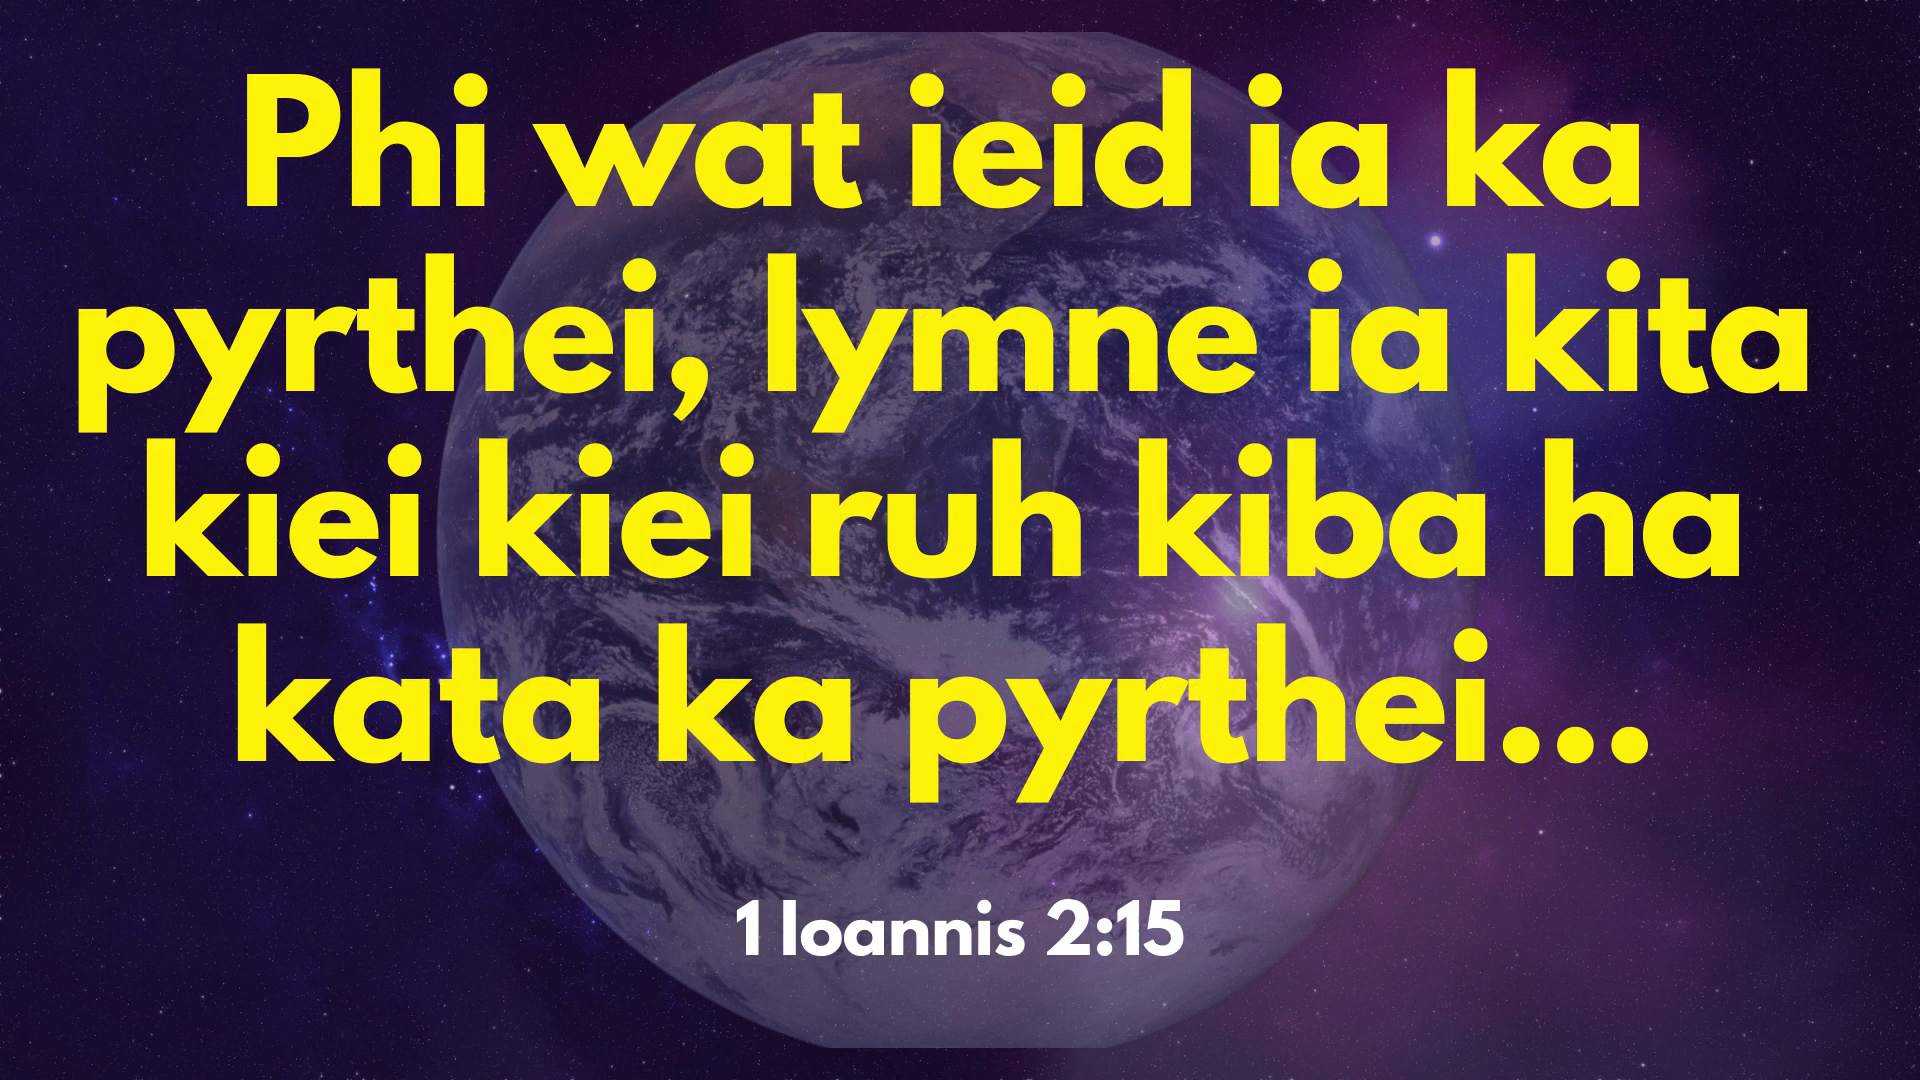 Phi wat ieid ia ka
pyrthei, lymne ia kita
kiei kiei ruh kiba ha
kata ka pyrthei...
1 Ioannis 2:15